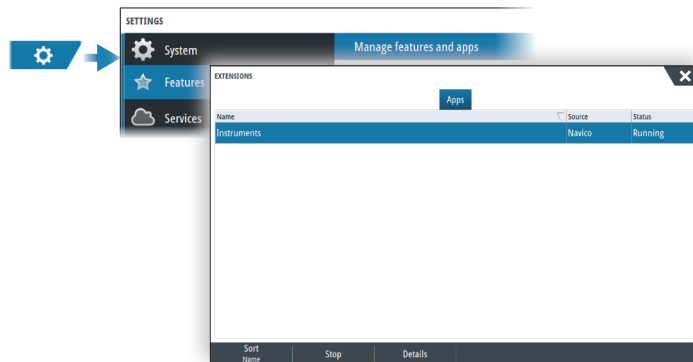 SETTINGS
System
Manage features and apps
Features
Services
EXTENSIONS
Apps
Name Source Status
Instruments Navico Running
Sort
Name
Stop
Details